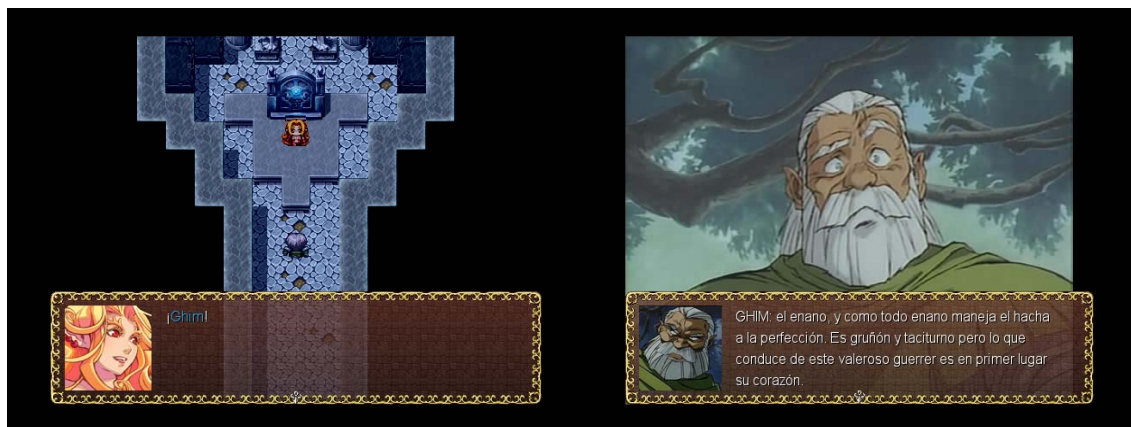 ¡Ghim!
GHIM: el enano, y como todo enano maneja el hacha
a la perfección. Es gruñón y taciturno pero lo que
conduce de este valeroso guerrer es en primer lugar
su corazón.